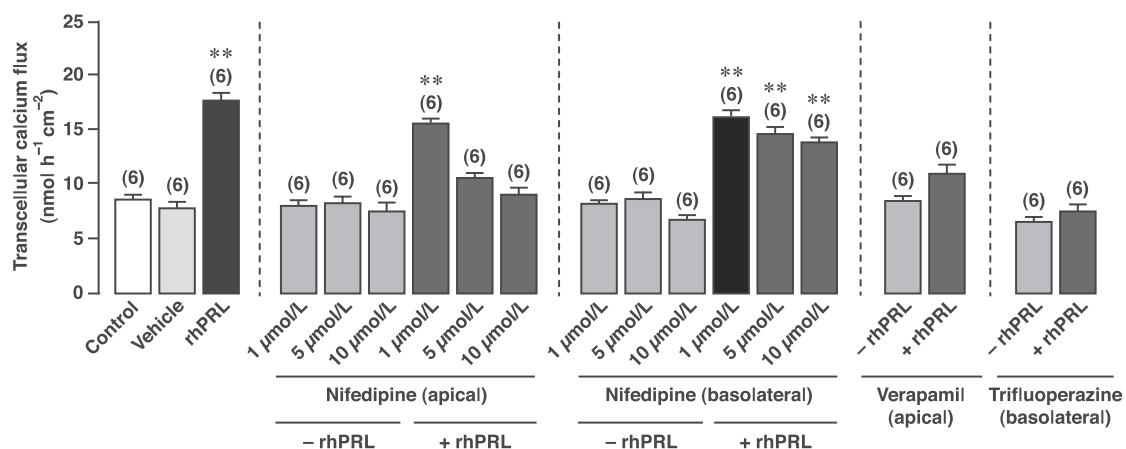 Transcellular calcium flux
(nmol h⁻¹ cm⁻²)
25
20
15
10
5
0
(6)
(6)
**
(6)
(6)
(6)
(6)
**
(6)
(6)
(6)
(6)
(6)
(6)
**
(6)
**
(6)
**
(6)
(6)
(6)
(6)
(6)
Control
Vehicle
rhPRL
1 µmol/L
5 µmol/L
10 µmol/L
1 µmol/L
5 µmol/L
10 µmol/L
1 µmol/L
5 µmol/L
10 µmol/L
1 µmol/L
5 µmol/L
10 µmol/L
– rhPRL
+ rhPRL
– rhPRL
+ rhPRL
Nifedipine (apical)
Nifedipine (basolateral)
Verapamil
(apical)
Trifluoperazine
(basolateral)
– rhPRL
+ rhPRL
– rhPRL
+ rhPRL